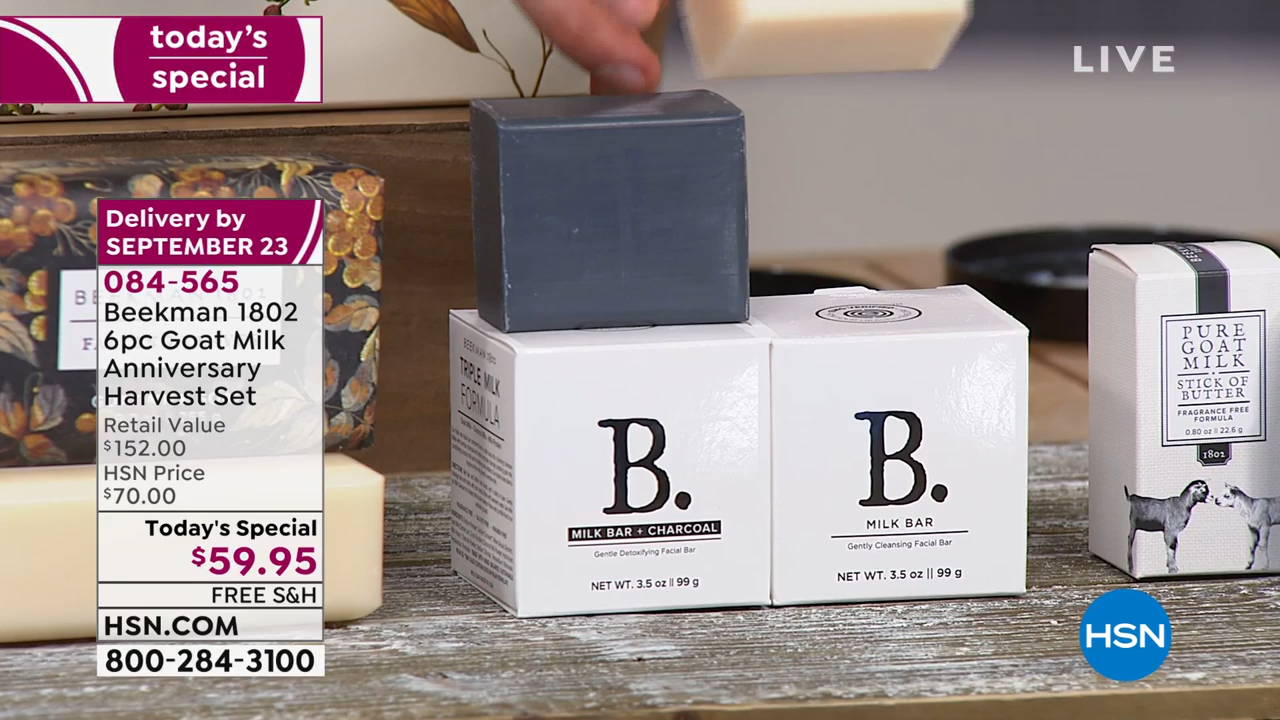 today's
special
LIVE
Delivery by
SEPTEMBER 23
084-565
Beekman 1802
6pc Goat Milk
Anniversary
Harvest Set
Retail Value
$152.00
HSN Price
$70.00
Today's Special
$59.95
FREE S&H
HSN.COM
800-284-3100
BEEKMAN 1802
TRIPLE MILK
FORMULA
B.
MILK BAR + CHARCOAL
Gentle Detoxifying Facial Bar
NET WT. 3.5 oz || 99 g
B.
MILK BAR
Gently Cleansing Facial Bar
NET WT. 3.5 oz || 99 g
PURE
GOAT
MILK
STICK OF
BUTTER
FRAGRANCE FREE
FORMULA
0.80 oz || 22.6 g
1802
HSN